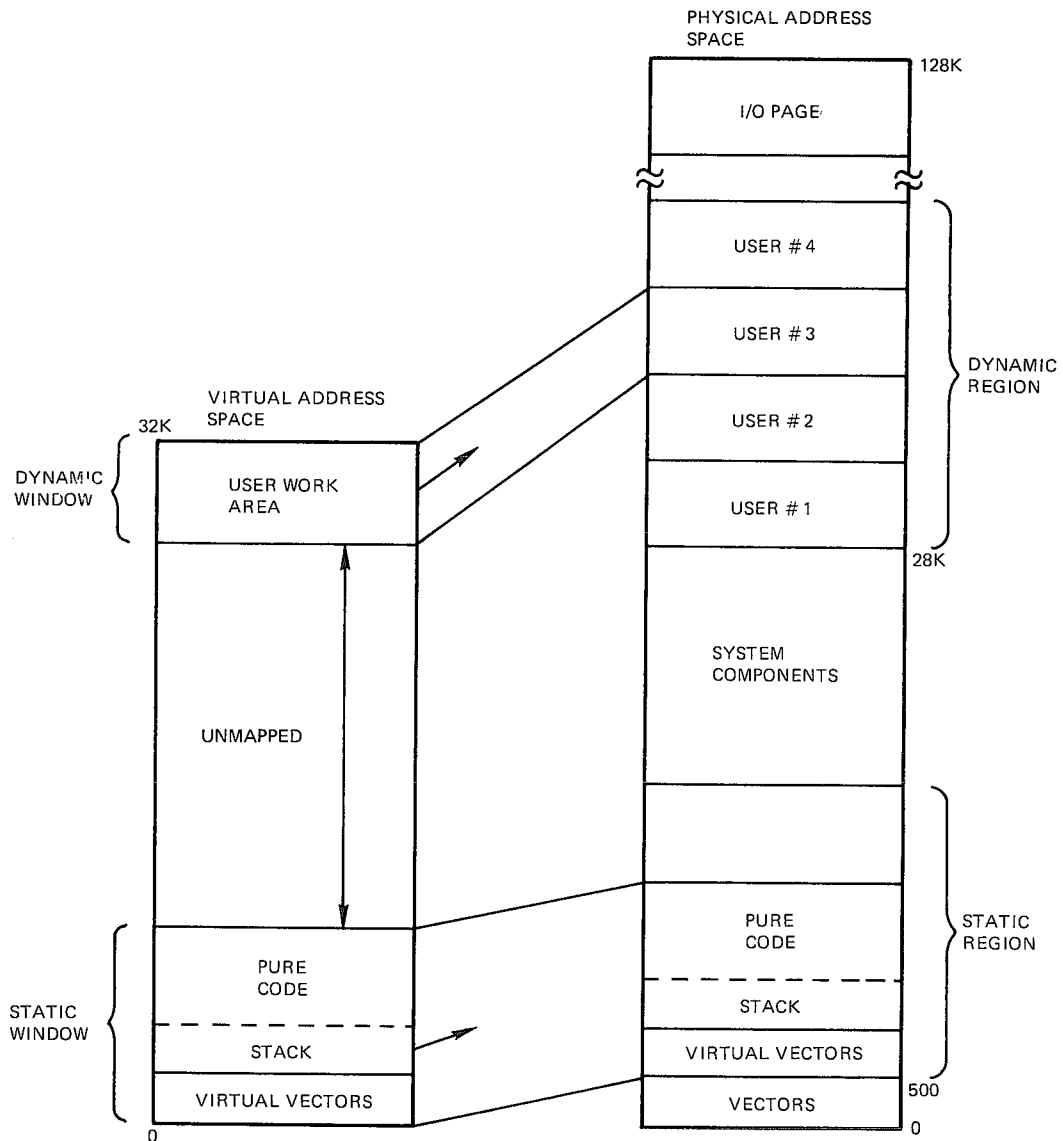 PHYSICAL ADDRESS
SPACE
128K
I/O PAGE
USER #4
USER #3
DYNAMIC
REGION
USER #2
USER #1
28K
SYSTEM
COMPONENTS
PURE
CODE
STATIC
REGION
STACK
VIRTUAL VECTORS
500
VECTORS
0
VIRTUAL ADDRESS
SPACE
32K
DYNAMIC
WINDOW
USER WORK
AREA
UNMAPPED
PURE
CODE
STATIC
WINDOW
STACK
VIRTUAL VECTORS
0